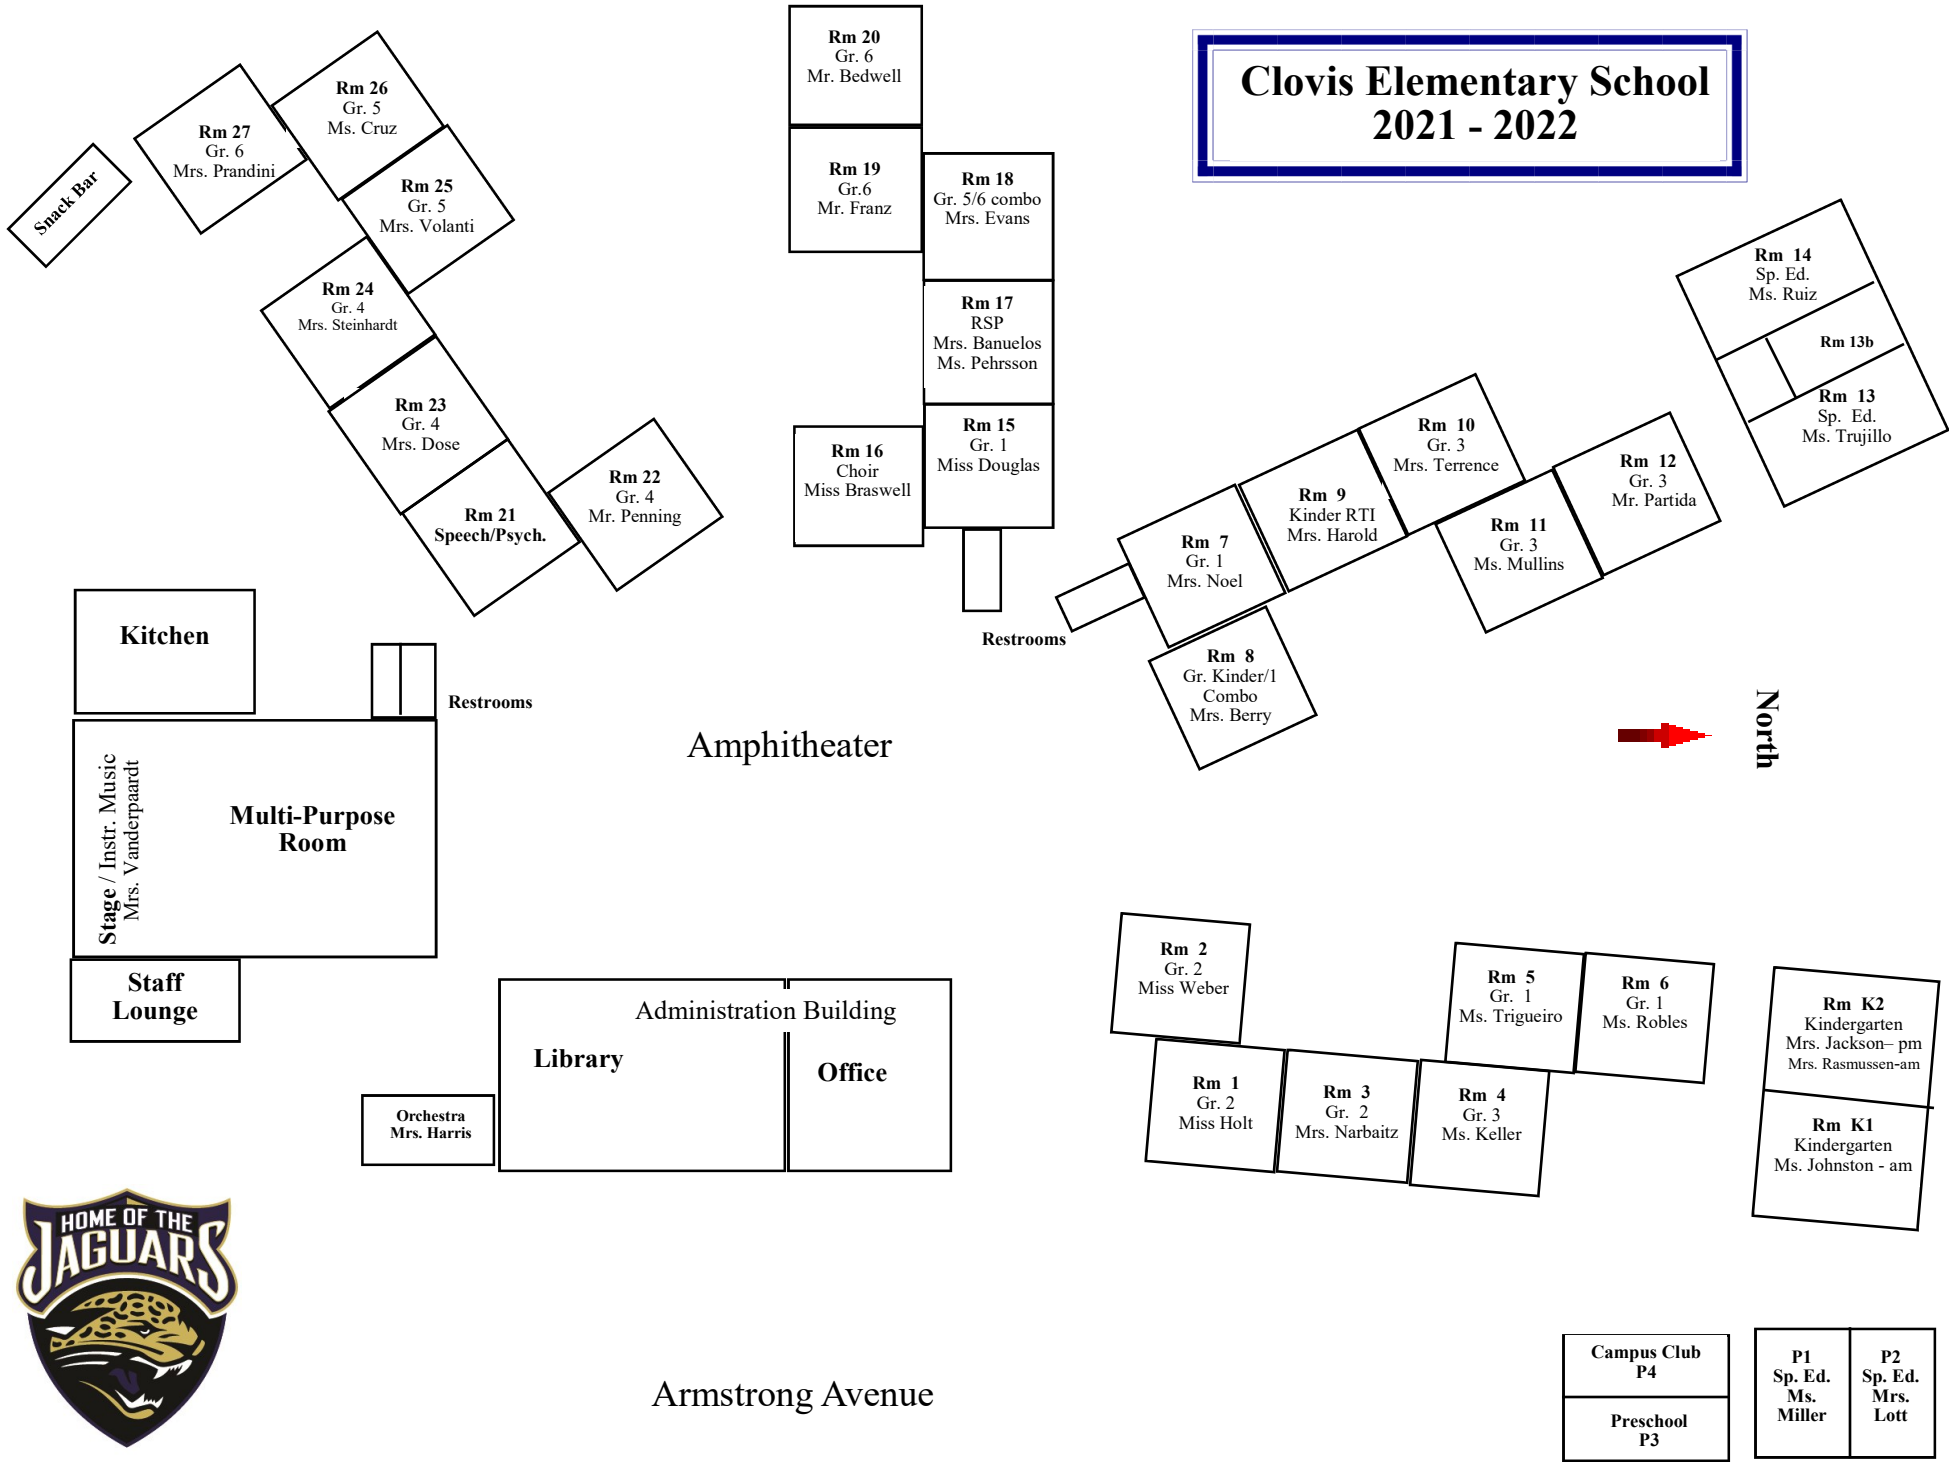 Clovis Elementary School
2021 - 2022
Rm 20
Gr. 6
Mr. Bedwell
Rm 19
Gr.6
Mr. Franz
Rm 18
Gr. 5/6 combo
Mrs. Evans
Rm 17
RSP
Mrs. Banuelos
Ms. Pehrsson
Rm 15
Gr. 1
Miss Douglas
Rm 16
Choir
Miss Braswell
Restrooms
Snack Bar
Rm 27
Gr. 6
Mrs. Prandini
Rm 26
Gr. 5
Ms. Cruz
Rm 25
Gr. 5
Mrs. Volanti
Rm 24
Gr. 4
Mrs. Steinhardt
Rm 23
Gr. 4
Mrs. Dose
Rm 21
Speech/Psych.
Rm 22
Gr. 4
Mr. Penning
Rm 14
Sp. Ed.
Ms. Ruiz
Rm 13b
Rm 13
Sp. Ed.
Ms. Trujillo
Rm 12
Gr. 3
Mr. Partida
Rm 10
Gr. 3
Mrs. Terrence
Rm 11
Gr. 3
Ms. Mullins
Rm 9
Kinder RTI
Mrs. Harold
Rm 7
Gr. 1
Mrs. Noel
Rm 8
Gr. Kinder/1
Combo
Mrs. Berry
North
Kitchen
Restrooms
Amphitheater
Stage / Instr. Music
Mrs. Vanderpaardt
Multi-Purpose
Room
Staff
Lounge
Administration Building
Library
Office
Orchestra
Mrs. Harris
Rm 2
Gr. 2
Miss Weber
Rm 1
Gr. 2
Miss Holt
Rm 3
Gr. 2
Mrs. Narbaitz
Rm 4
Gr. 3
Ms. Keller
Rm 5
Gr. 1
Ms. Trigueiro
Rm 6
Gr. 1
Ms. Robles
Rm K2
Kindergarten
Mrs. Jackson– pm
Mrs. Rasmussen-am
Rm K1
Kindergarten
Ms. Johnston - am
HOME OF THE
JAGUARS
Armstrong Avenue
Campus Club
P4
Preschool
P3
P1
Sp. Ed.
Ms.
Miller
P2
Sp. Ed.
Mrs.
Lott